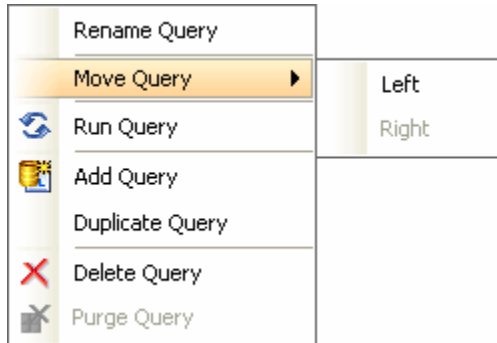 Rename Query
Move Query
Left
Run Query
Right
Add Query
Duplicate Query
Delete Query
Purge Query